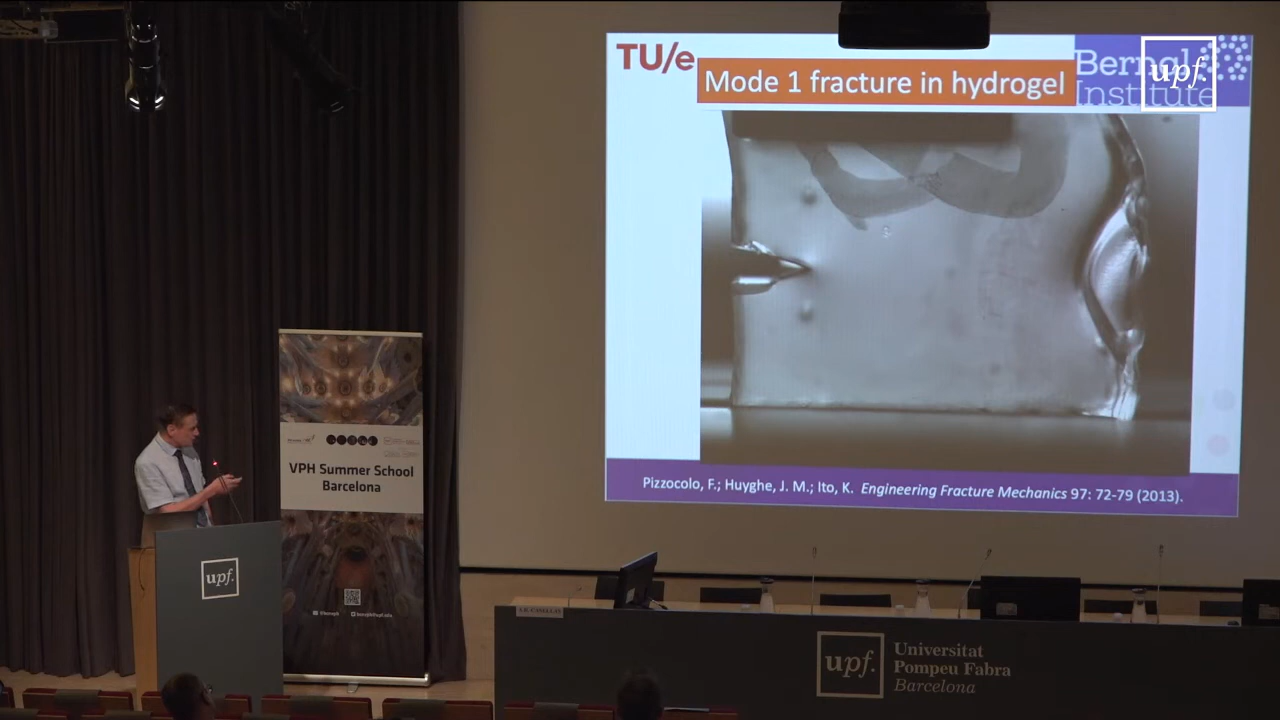 TU/e
Mode 1 fracture in hydrogel
Institute
upf.
Pizzocolo, F.; Huyghe, J. M.; Ito, K. Engineering Fracture Mechanics 97: 72-79 (2013).
VPH Summer School
Barcelona
upf.
upf.
Universitat
Pompeu Fabra
Barcelona